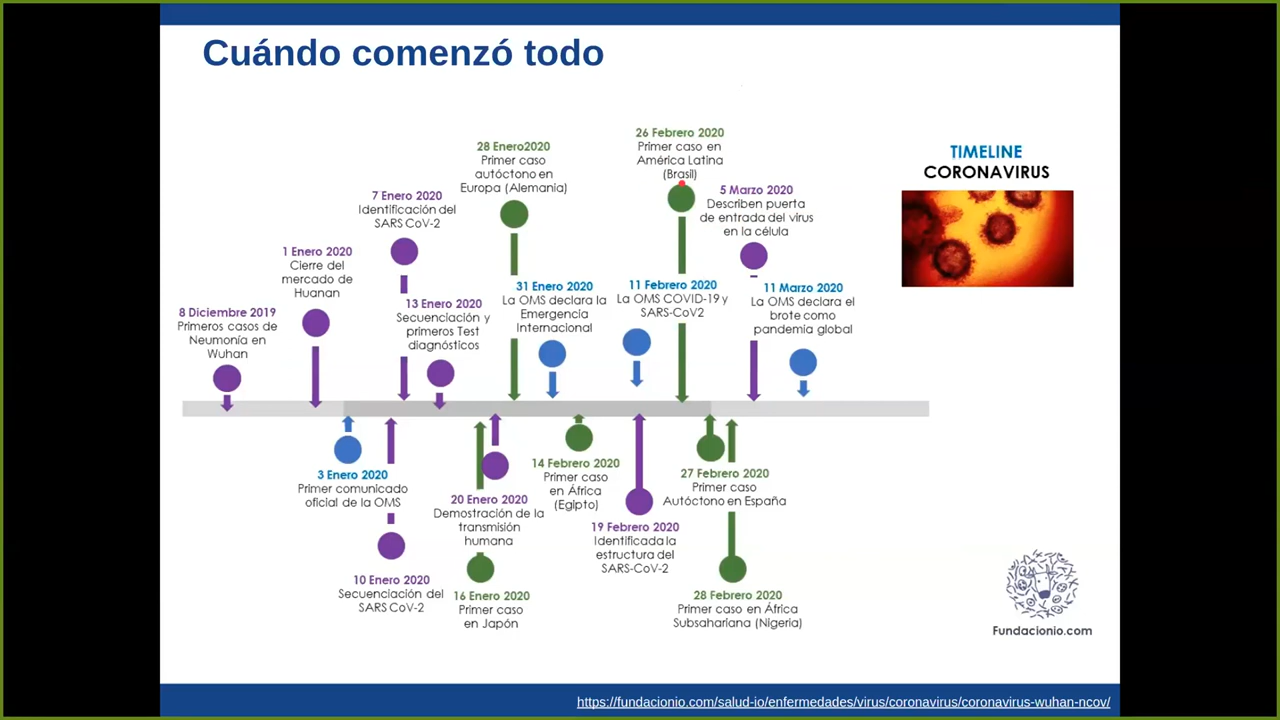 Cuándo comenzó todo
TIMELINE
CORONAVIRUS
8 Diciembre 2019
Primeros casos de
Neumonía en
Wuhan
1 Enero 2020
Cierre del
mercado de
Huanan
7 Enero 2020
Identificación del
SARS CoV-2
13 Enero 2020
Secuenciación y
primeros Test
diagnósticos
28 Enero2020
Primer caso
autóctono en
Europa (Alemania)
31 Enero 2020
La OMS declara la
Emergencia
Internacional
11 Febrero 2020
La OMS COVID-19 y
SARS-CoV2
26 Febrero 2020
Primer caso en
América Latina
(Brasil)
5 Marzo 2020
Describen puerta
de entrada del virus
en la célula
11 Marzo 2020
La OMS declara el
brote como
pandemia global
3 Enero 2020
Primer comunicado
oficial de la OMS
10 Enero 2020
Secuenciación del
SARS CoV-2
20 Enero 2020
Demostración de la
transmisión
humana
16 Enero 2020
Primer caso
en Japón
14 Febrero 2020
Primer caso
en África
(Egipto)
19 Febrero 2020
Identificada la
estructura del
SARS-CoV-2
27 Febrero 2020
Primer caso
Autóctono en España
28 Febrero 2020
Primer caso en África
Subsahariana (Nigeria)
Fundacionio.com
https://fundacionio.com/salud-io/enfermedades/virus/coronavirus/coronavirus-wuhan-ncov/